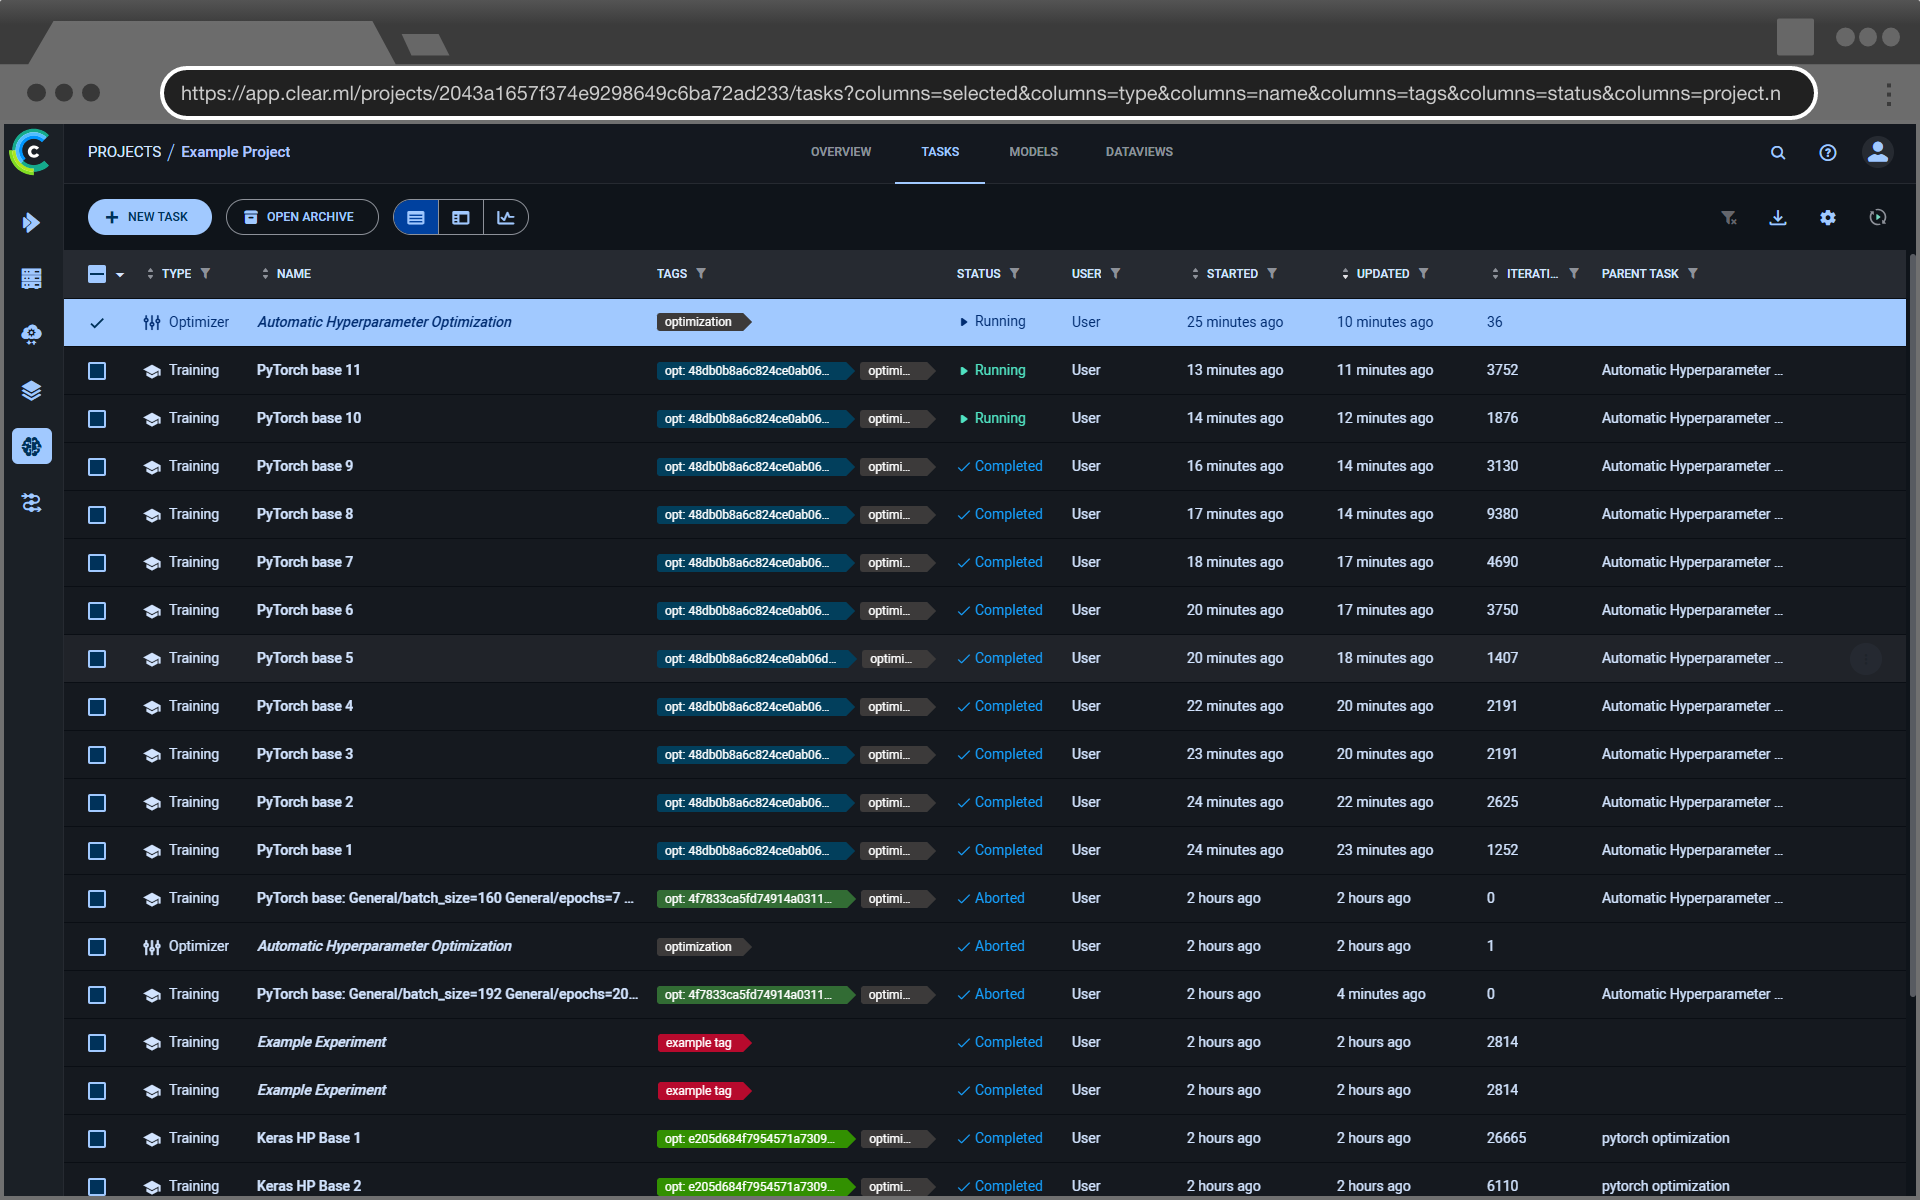 https://app.clear.ml/projects/2043a1657f374e9298649c6ba72ad233/tasks?columns=selected&columns=type&columns=name&columns=tags&columns=status&columns=project.n
PROJECTS / Example Project OVERVIEW TASKS MODELS DATAVIEWS
NEW TASK OPEN ARCHIVE
TYPE NAME TAGS STATUS USER STARTED UPDATED ITERATI... PARENT TASK
Optimizer Automatic Hyperparameter Optimization optimization Running User 25 minutes ago 10 minutes ago 36
Training PyTorch base 11 opt: 48db0b8a6c824ce0ab06... optimi... Running User 13 minutes ago 11 minutes ago 3752 Automatic Hyperparameter ...
Training PyTorch base 10 opt: 48db0b8a6c824ce0ab06... optimi... Running User 14 minutes ago 12 minutes ago 1876 Automatic Hyperparameter ...
Training PyTorch base 9 opt: 48db0b8a6c824ce0ab06... optimi... Completed User 16 minutes ago 14 minutes ago 3130 Automatic Hyperparameter ...
Training PyTorch base 8 opt: 48db0b8a6c824ce0ab06... optimi... Completed User 17 minutes ago 14 minutes ago 9380 Automatic Hyperparameter ...
Training PyTorch base 7 opt: 48db0b8a6c824ce0ab06... optimi... Completed User 18 minutes ago 17 minutes ago 4690 Automatic Hyperparameter ...
Training PyTorch base 6 opt: 48db0b8a6c824ce0ab06... optimi... Completed User 20 minutes ago 17 minutes ago 3750 Automatic Hyperparameter ...
Training PyTorch base 5 opt: 48db0b8a6c824ce0ab06d... optimi... Completed User 20 minutes ago 18 minutes ago 1407 Automatic Hyperparameter ...
Training PyTorch base 4 opt: 48db0b8a6c824ce0ab06... optimi... Completed User 22 minutes ago 20 minutes ago 2191 Automatic Hyperparameter ...
Training PyTorch base 3 opt: 48db0b8a6c824ce0ab06... optimi... Completed User 23 minutes ago 20 minutes ago 2191 Automatic Hyperparameter ...
Training PyTorch base 2 opt: 48db0b8a6c824ce0ab06... optimi... Completed User 24 minutes ago 22 minutes ago 2625 Automatic Hyperparameter ...
Training PyTorch base 1 opt: 48db0b8a6c824ce0ab06... optimi... Completed User 24 minutes ago 23 minutes ago 1252 Automatic Hyperparameter ...
Training PyTorch base: General/batch_size=160 General/epochs=7 ... opt: 4f7833ca5fd74914a0311... optimi... Aborted User 2 hours ago 2 hours ago 0 Automatic Hyperparameter ...
Optimizer Automatic Hyperparameter Optimization optimization Aborted User 2 hours ago 2 hours ago 1
Training PyTorch base: General/batch_size=192 General/epochs=20... opt: 4f7833ca5fd74914a0311... optimi... Aborted User 2 hours ago 4 minutes ago 0 Automatic Hyperparameter ...
Training Example Experiment example tag Completed User 2 hours ago 2 hours ago 2814
Training Example Experiment example tag Completed User 2 hours ago 2 hours ago 2814
Training Keras HP Base 1 opt: e205d684f7954571a7309... optimi... Completed User 2 hours ago 2 hours ago 26665 pytorch optimization
Training Keras HP Base 2 opt: e205d684f7954571a7309... optimi... Completed User 2 hours ago 2 hours ago 6110 pytorch optimization